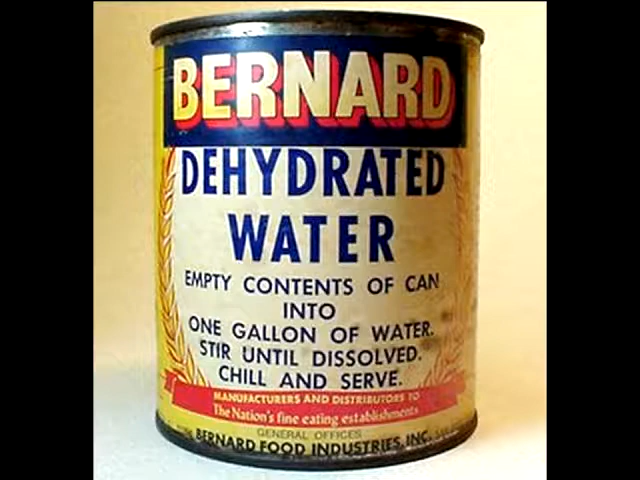 BERNARD
DEHYDRATED
WATER
EMPTY CONTENTS OF CAN
INTO
ONE GALLON OF WATER.
STIR UNTIL DISSOLVED.
CHILL AND SERVE.
MANUFACTURERS AND DISTRIBUTORS TO
The Nation's fine eating establishments
GENERAL OFFICES
BERNARD FOOD INDUSTRIES, INC.